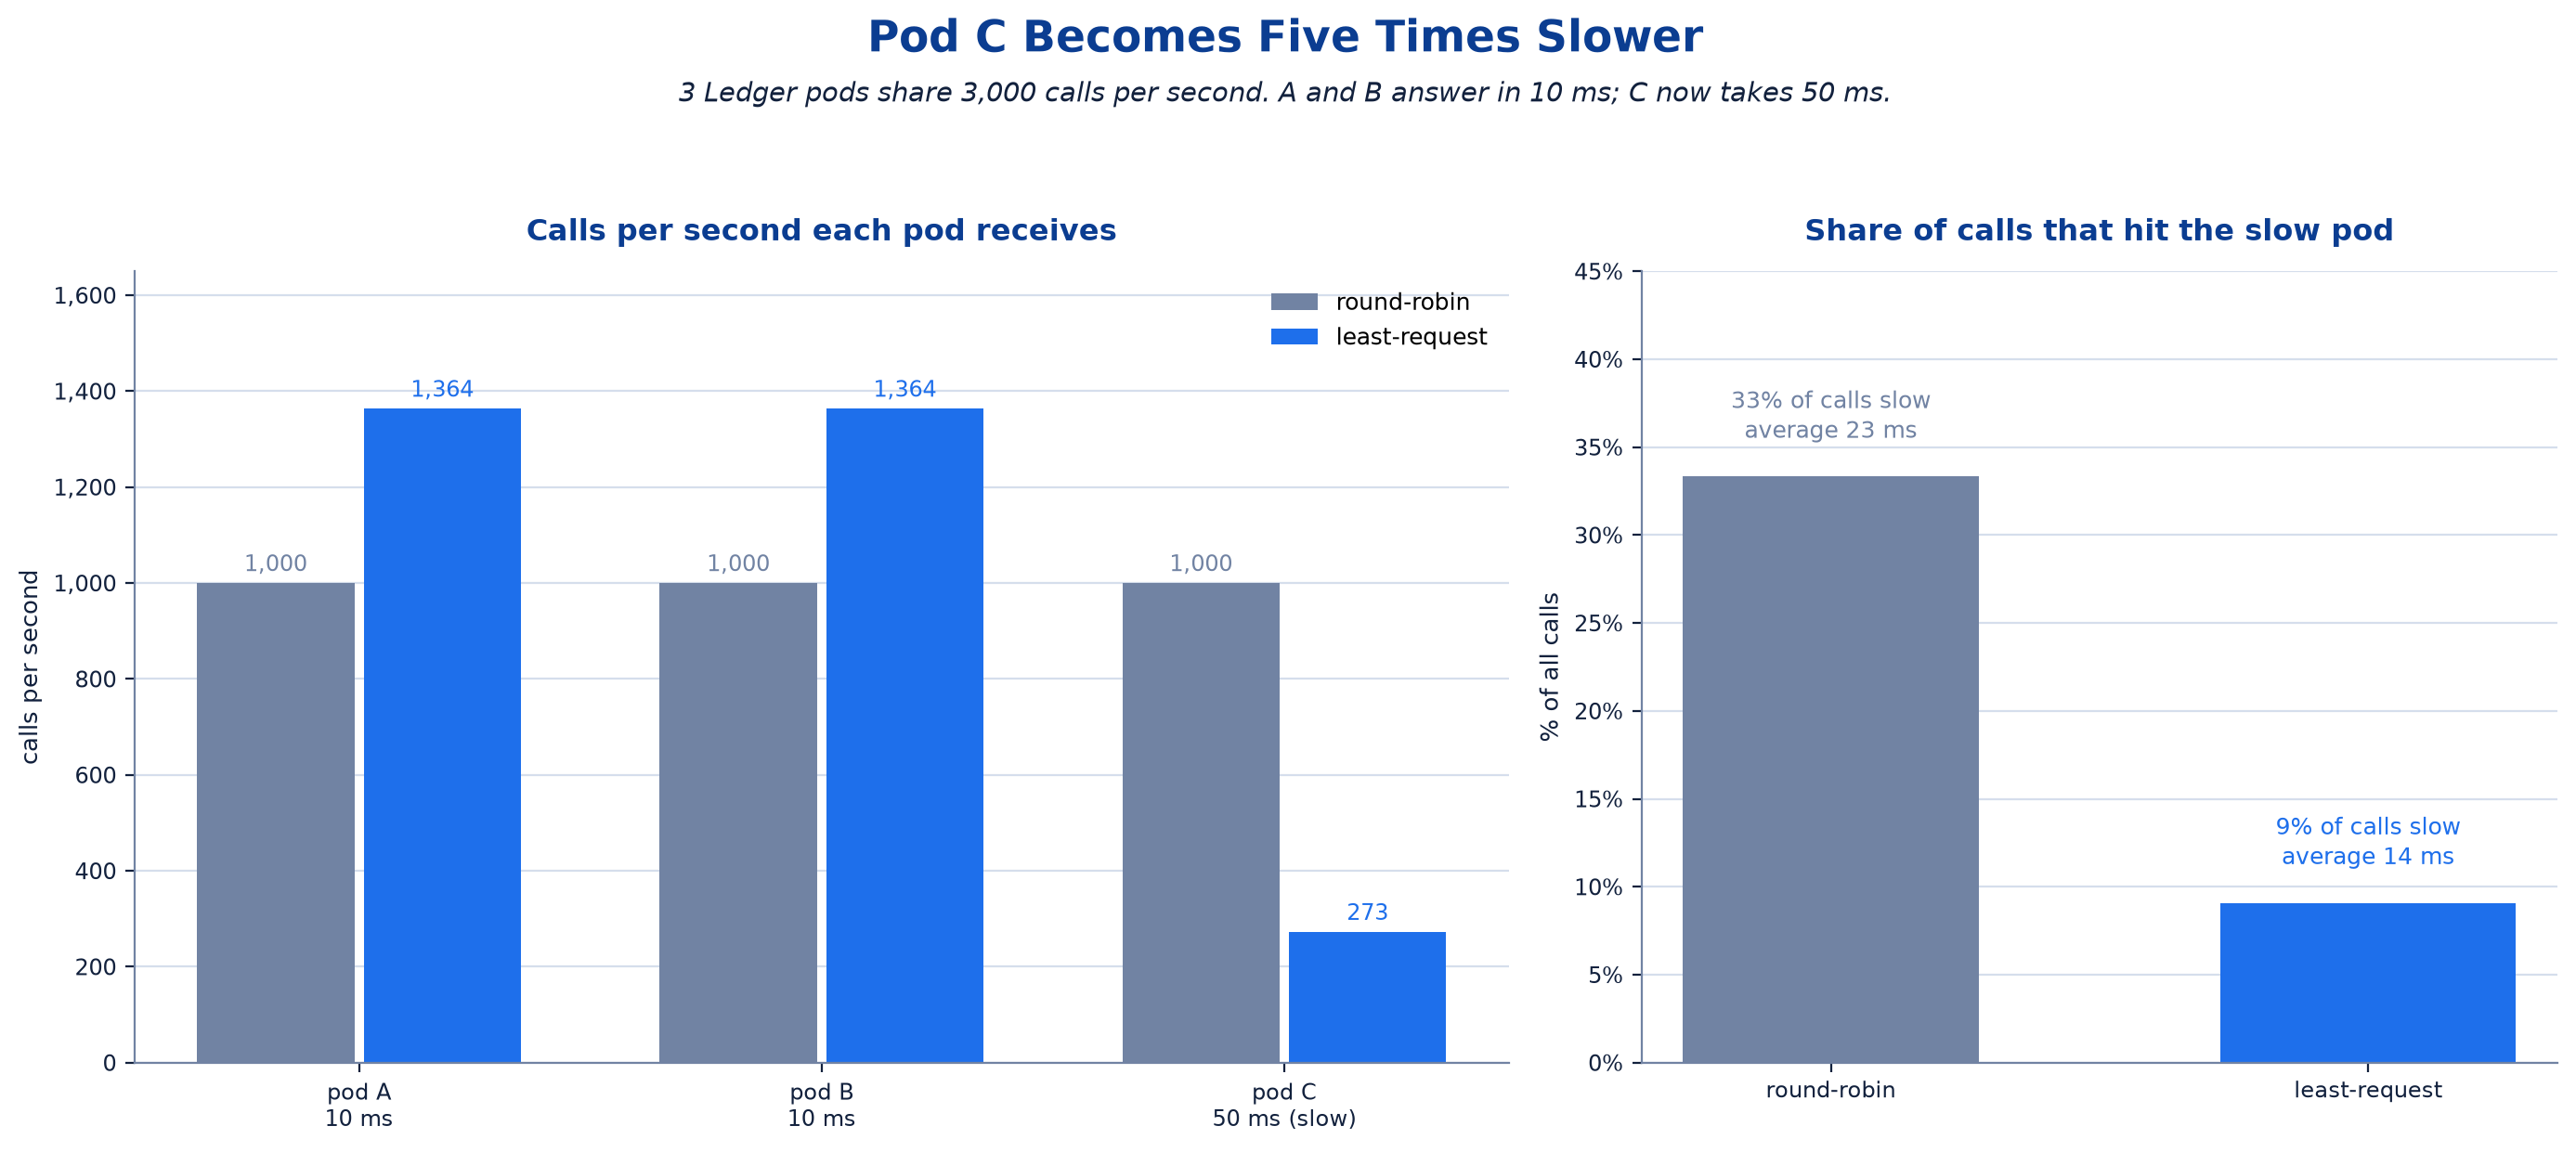 Pod C Becomes Five Times Slower
3 Ledger pods share 3,000 calls per second. A and B answer in 10 ms; C now takes 50 ms.
Calls per second each pod receives
calls per second
1,600
1,400
1,200
1,000
800
600
400
200
0
round-robin
least-request
1,000
1,364
1,000
1,364
1,000
273
pod A
10 ms
pod B
10 ms
pod C
50 ms (slow)
Share of calls that hit the slow pod
% of all calls
45%
40%
35%
30%
25%
20%
15%
10%
5%
0%
33% of calls slow
average 23 ms
9% of calls slow
average 14 ms
round-robin
least-request